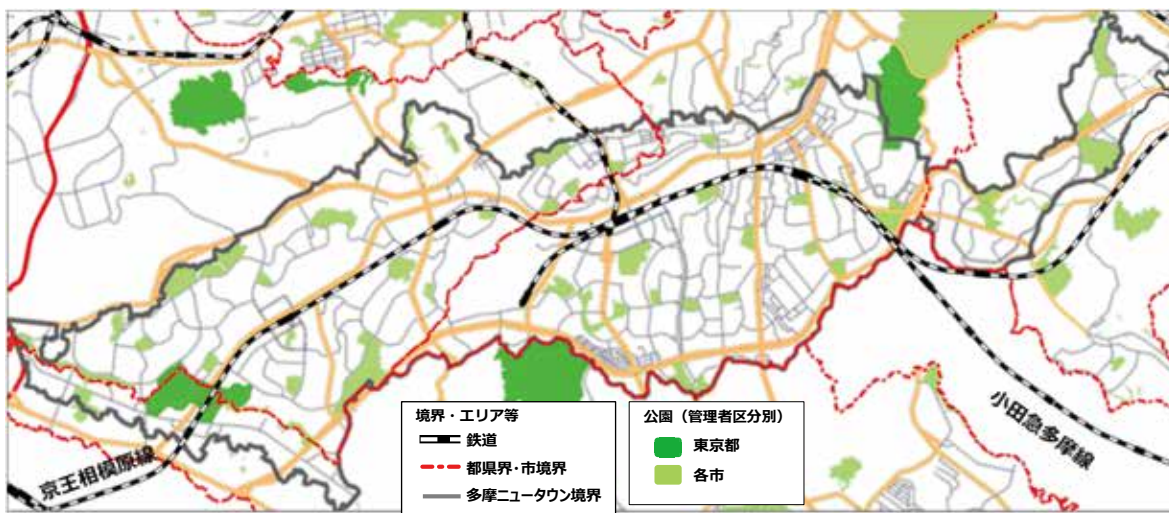 京王相模原線
小田急多摩線
境界・エリア等
鉄道
都県界・市境界
多摩ニュータウン境界
公園（管理者区分別）
東京都
各市